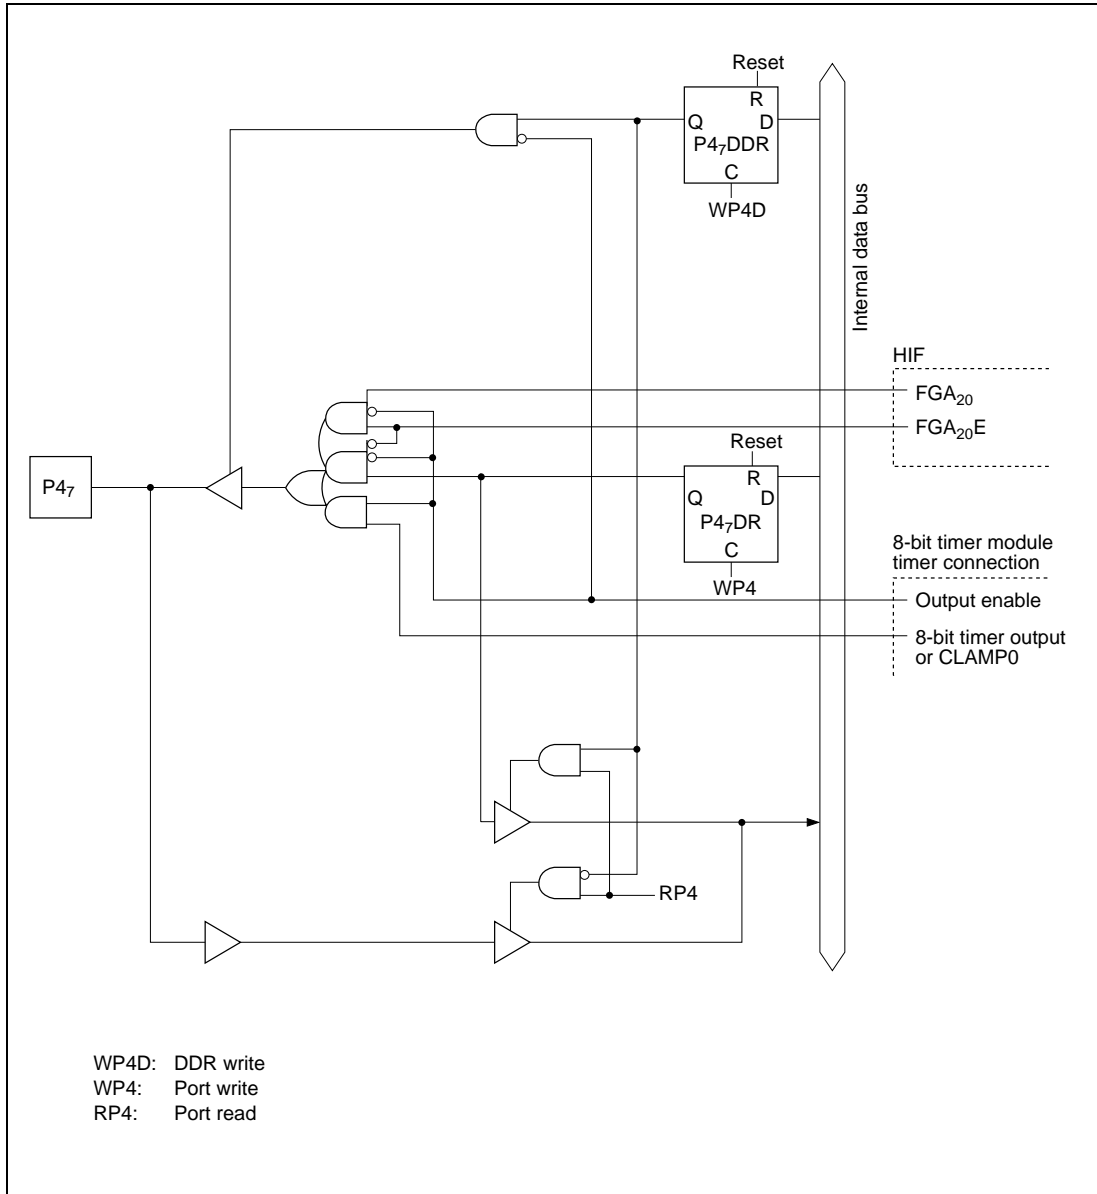 Reset
R
Q D
P4₇DDR
C
WP4D
Internal data bus
HIF
FGA₂₀
FGA₂₀E
Reset
R
Q D
P4₇DR
C
WP4
P4₇
8-bit timer module
timer connection
Output enable
8-bit timer output
or CLAMP0
RP4
WP4D: DDR write
WP4: Port write
RP4: Port read